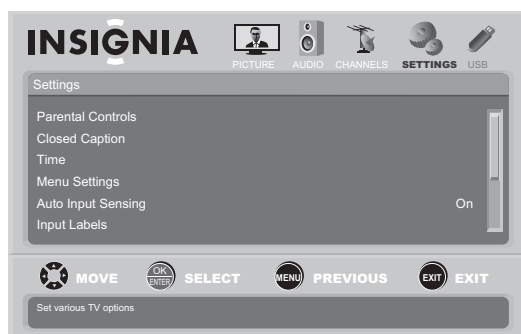 INSIGNIA
PICTURE AUDIO CHANNELS SETTINGS USB
Settings
Parental Controls
Closed Caption
Time
Menu Settings
Auto Input Sensing On
Input Labels
MOVE OK ENTER SELECT MENU PREVIOUS EXIT EXIT
Set various TV options